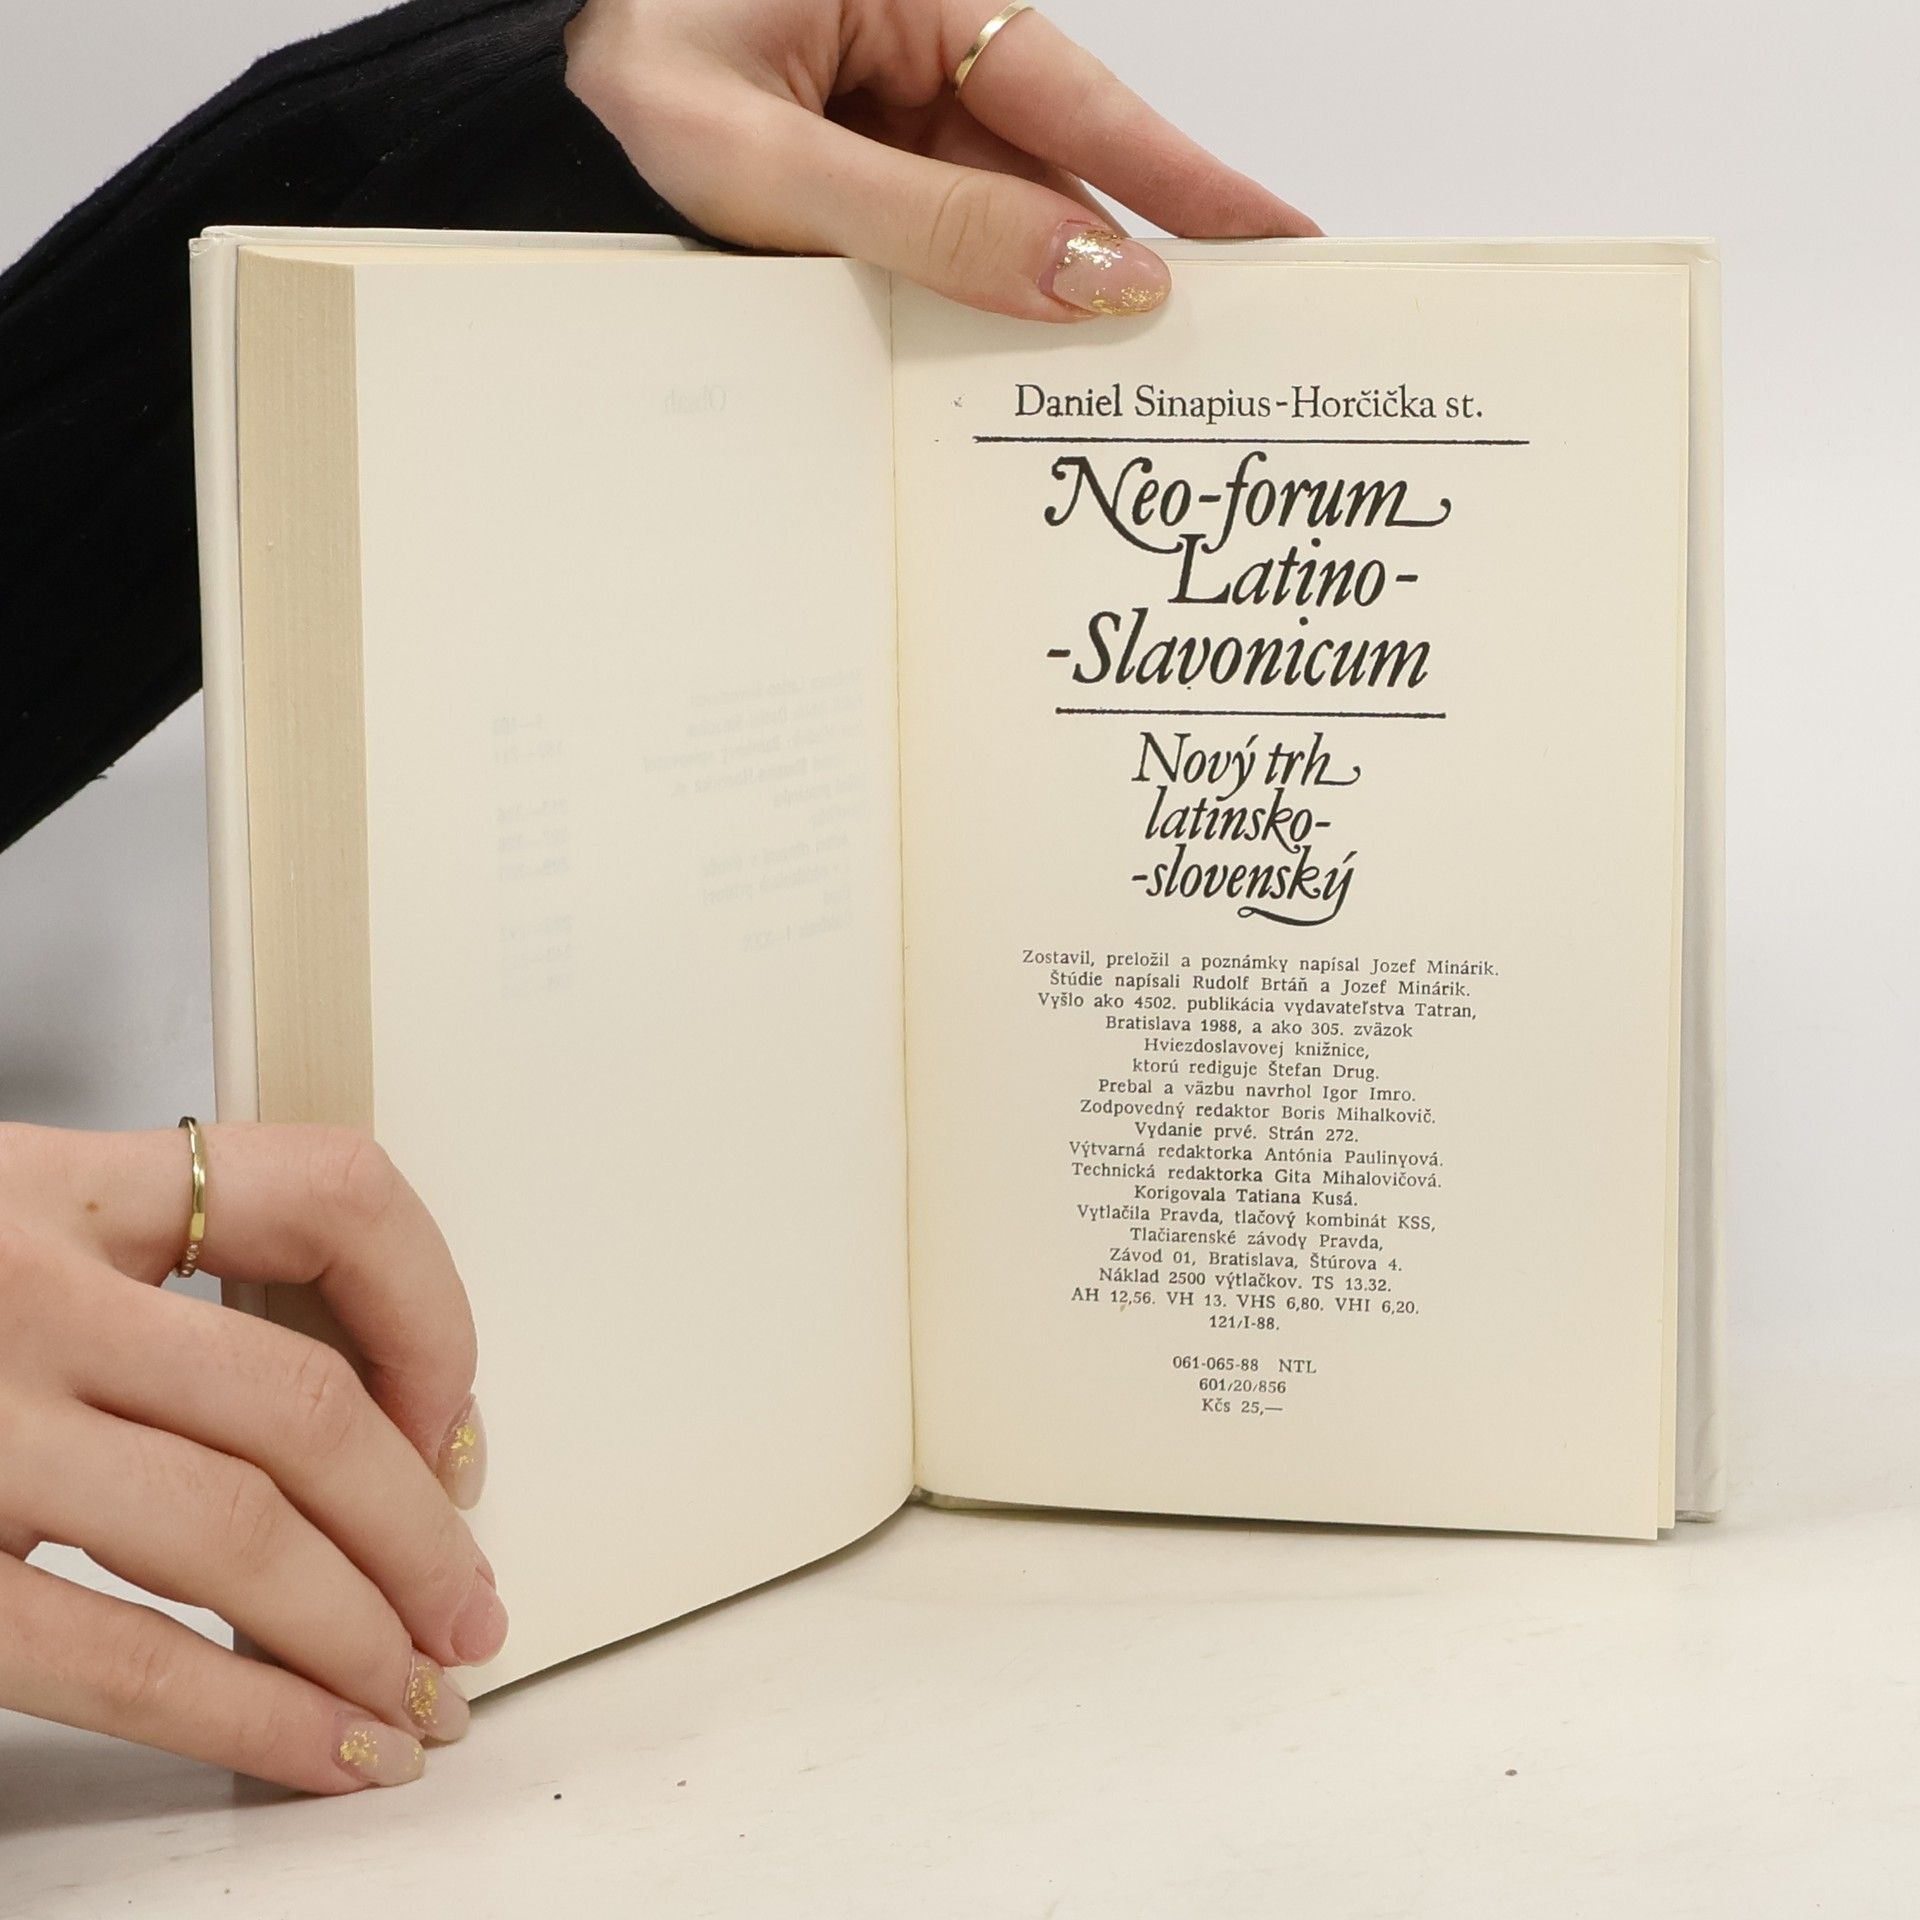 Daniel Sinapius-Horčička st.
Neo-forum
Latino-
-Slavonicum
Nový trh
latinsko-
-slovenský
Zostavil, preložil a poznámky napísal Jozef Minárik.
Štúdie napísali Rudolf Brtáň a Jozef Minárik.
Vyšlo ako 4502. publikácia vydavateľstva Tatran,
Bratislava 1988, a ako 305. zväzok
Hviezdoslavovej knižnice,
ktorú rediguje Štefan Drug.
Prebal a väzbu navrhol Igor Imro.
Zodpovedný redaktor Boris Mihalkovič.
Vydanie prvé. Strán 272.
Výtvarná redaktorka Antónia Paulinyová.
Technická redaktorka Gita Mihalovičová.
Korigovala Tatiana Kusá.
Vytlačila Pravda, tlačový kombinát KSS,
Tlačiarenské závody Pravda,
Závod 01, Bratislava, Štúrova 4.
Náklad 2500 výtlačkov. TS 13.32.
AH 12,56. VH 13. VHS 6,80. VHI 6,20.
121/I-88.
061-065-88 NTL
601/20/856
Kčs 25,—